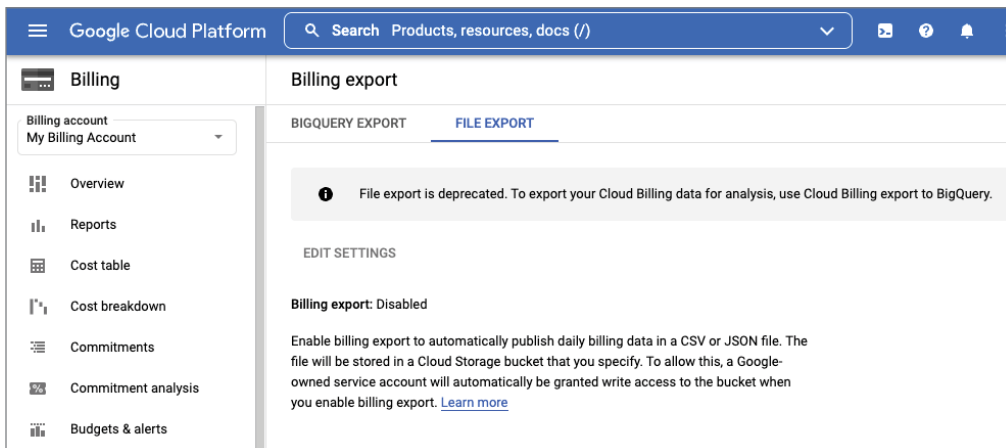 Google Cloud Platform
Search Products, resources, docs (/)
Billing
Billing export
Billing account
My Billing Account
BIGQUERY EXPORT
FILE EXPORT
Overview
Reports
Cost table
Cost breakdown
Commitments
Commitment analysis
Budgets & alerts
File export is deprecated. To export your Cloud Billing data for analysis, use Cloud Billing export to BigQuery.
EDIT SETTINGS
Billing export: Disabled
Enable billing export to automatically publish daily billing data in a CSV or JSON file. The
file will be stored in a Cloud Storage bucket that you specify. To allow this, a Google-
owned service account will automatically be granted write access to the bucket when
you enable billing export. Learn more